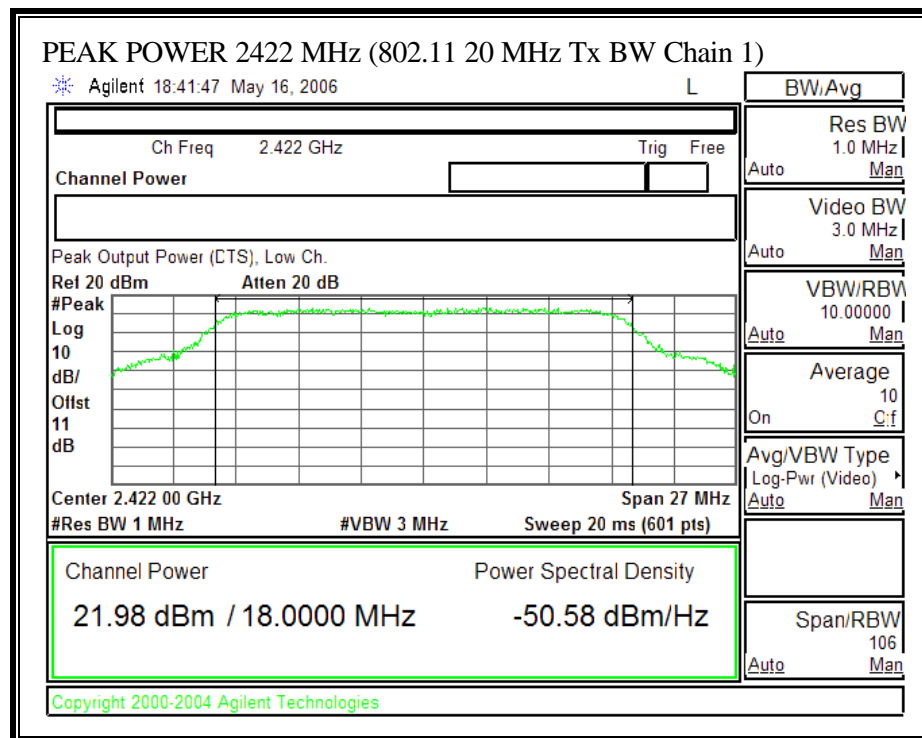 PEAK POWER 2422 MHz (802.11 20 MHz Tx BW Chain 1)
Agilent 18:41:47 May 16, 2006 L
BW/Avg
Ch Freq 2.422 GHz Trig Free
Channel Power
Res BW
1.0 MHz
Auto Man
Video BW
3.0 MHz
Auto Man
Peak Output Power (DTS), Low Ch.
Ref 20 dBm Atten 20 dB
#Peak
Log
10
dB/
Offst
11
dB
VBW/RBW
10.00000
Auto Man
Average
10
On Off
Avg/VBW Type
Log-Pwr (Video)
Auto Man
Center 2.422 00 GHz Span 27 MHz
#Res BW 1 MHz #VBW 3 MHz Sweep 20 ms (601 pts)
Channel Power Power Spectral Density
21.98 dBm / 18.0000 MHz -50.58 dBm/Hz
Span/RBW
106
Auto Man
Copyright 2000-2004 Agilent Technologies